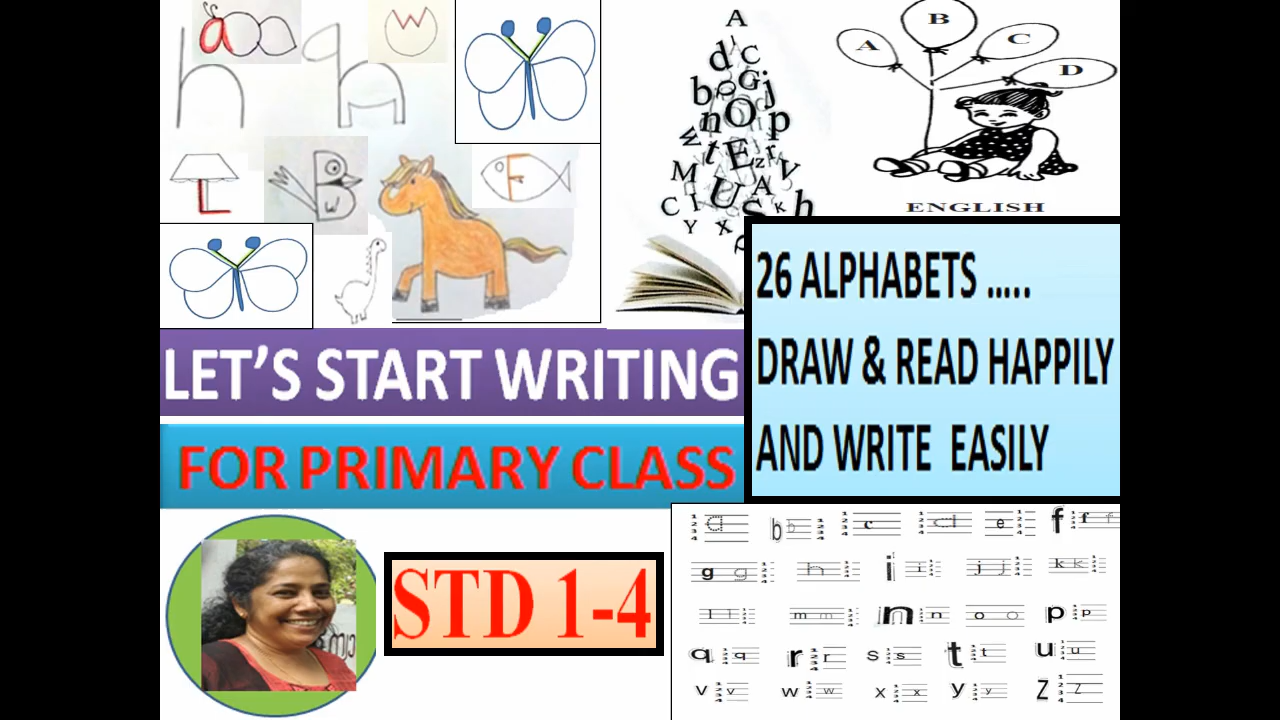 a
W
h
L
B
F
A
d C
b G j
n O p
t E z r
M V
C I U A
Y X S K h
A
B
C
D
ENGLISH
26 ALPHABETS .....
DRAW & READ HAPPILY
AND WRITE EASILY
LET’S START WRITING
FOR PRIMARY CLASS
STD 1-4
a b b c d e f f f
g g h i i j j k k
l l m m n n o o p p
q q r r s s t t u u
v v w w x x y y z z